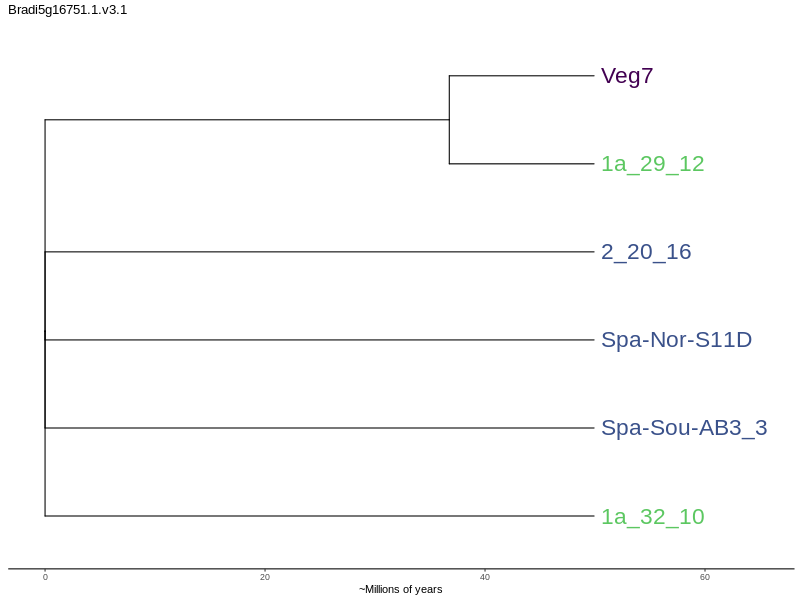 Bradi5g16751.1.v3.1
Veg7
1a_29_12
2_20_16
Spa-Nor-S11D
Spa-Sou-AB3_3
1a_32_10
0 20 40 60
~Millions of years